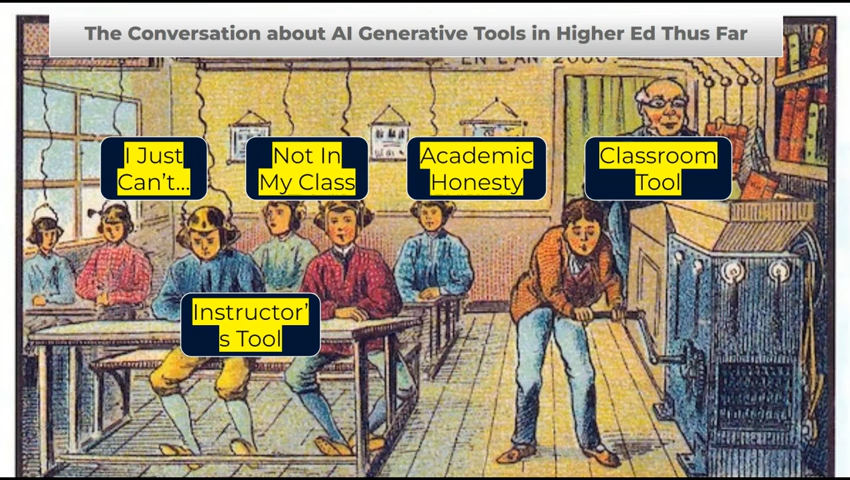 The Conversation about AI Generative Tools in Higher Ed Thus Far
EN L'AN 2000.
I Just
Can't...
Not In
My Class
Academic
Honesty
Classroom
Tool
Instructor'
s Tool